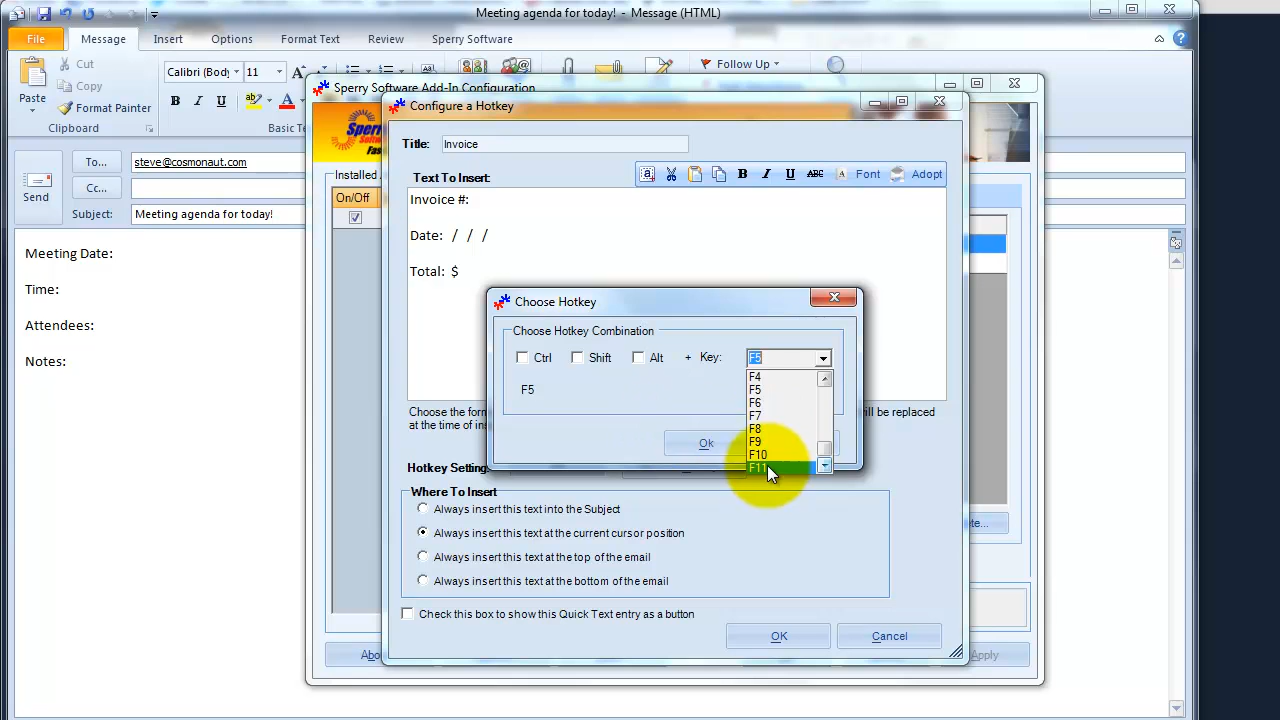 Meeting agenda for today! - Message (HTML)
File
Message
Insert
Options
Format Text
Review
Sperry Software
Paste
Cut
Copy
Format Painter
Clipboard
Calibri (Body
11
Basic Te
Follow Up
Sperry Software Add-In Configuration
Configure a Hotkey
Send
To...
steve@cosmonaut.com
Cc...
Subject:
Meeting agenda for today!
Meeting Date:
Time:
Attendees:
Notes:
Sperry
Fas
Installed
On/Off
Title:
Invoice
Text To Insert:
B I U ABC A Font Adopt
Invoice #:
Date: / / /
Total: $
Choose Hotkey
Choose Hotkey Combination
Ctrl
Shift
Alt
+ Key:
F5
F5
F4
F5
F6
F7
F8
F9
F10
F11
Ok
Choose the form
ill be replaced
at the time of ins
Hotkey Setting
Where To Insert
Always insert this text into the Subject
Always insert this text at the current cursor position
Always insert this text at the top of the email
Always insert this text at the bottom of the email
Check this box to show this Quick Text entry as a button
OK
Cancel
ete...
Abo
Apply